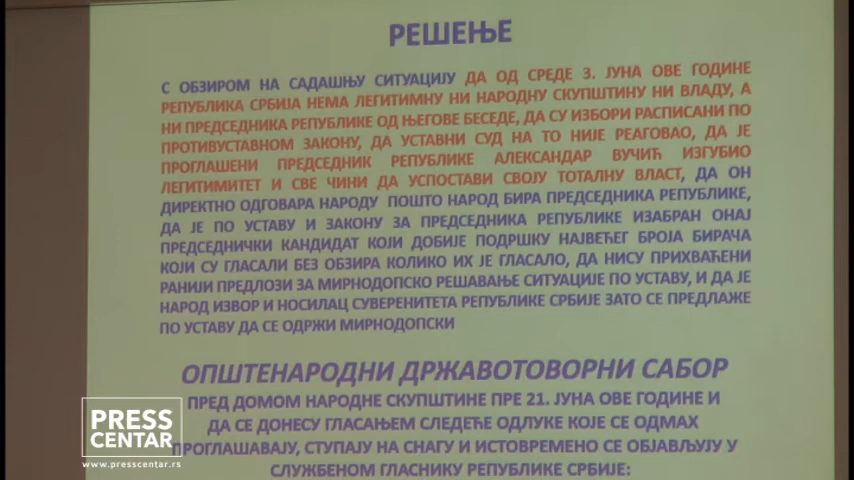 РЕШЕЊЕ
С ОБЗИРОМ НА САДАШЊУ СИТУАЦИЈУ ДА ОД СРЕДЕ 3. ЈУНА ОВЕ ГОДИНЕ
РЕПУБЛИКА СРБИЈА НЕМА ЛЕГИТИМНУ НИ НАРОДНУ СКУПШТИНУ НИ ВЛАДУ, А
НИ ПРЕДСЕДНИКА РЕПУБЛИКЕ ОД ЊЕГОВЕ БЕСЕДЕ, ДА СУ ИЗБОРИ РАСПИСАНИ ПО
ПРОТИВУСТАВНОМ ЗАКОНУ, ДА УСТАВНИ СУД НА ТО НИЈЕ РЕАГОВАО, ДА ЈЕ
ПРОГЛАШЕНИ ПРЕДСЕДНИК РЕПУБЛИКЕ АЛЕКСАНДАР ВУЧИЋ ИЗГУБИО
ЛЕГИТИМИТЕТ И СВЕ ЧИНИ ДА УСПОСТАВИ СВОЈУ ТОТАЛНУ ВЛАСТ, ДА ОН
ДИРЕКТНО ОДГОВАРА НАРОДУ ПОШТО НАРОД БИРА ПРЕДСЕДНИКА РЕПУБЛИКЕ,
ДА ЈЕ ПО УСТАВУ И ЗАКОНУ ЗА ПРЕДСЕДНИКА РЕПУБЛИКЕ ИЗАБРАН ОНАЈ
ПРЕДСЕДНИЧКИ КАНДИДАТ КОЈИ ДОБИЈЕ ПОДРШКУ НАЈВЕЋЕГ БРОЈА БИРАЧА
КОЈИ СУ ГЛАСАЛИ БЕЗ ОБЗИРА КОЛИКО ИХ ЈЕ ГЛАСАЛО, ДА НИСУ ПРИХВАЋЕНИ
РАНИЈИ ПРЕДЛОЗИ ЗА МИРНОДОПСКО РЕШАВАЊЕ СИТУАЦИЈЕ ПО УСТАВУ, И ДА ЈЕ
НАРОД ИЗВОР И НОСИЛАЦ СУВЕРЕНИТЕТА РЕПУБЛИКЕ СРБИЈЕ ЗАТО СЕ ПРЕДЛАЖЕ
ПО УСТАВУ ДА СЕ ОДРЖИ МИРНОДОПСКИ
ОПШТЕНАРОДНИ ДРЖАВОТОВОРНИ САБОР
ПРЕД ДОМОМ НАРОДНЕ СКУПШТИНЕ ПРЕ 21. ЈУНА ОВЕ ГОДИНЕ И
ДА СЕ ДОНЕСУ ГЛАСАЊЕМ СЛЕДЕЋЕ ОДЛУКЕ КОЈЕ СЕ ОДМАХ
ПРОГЛАШАВАЈУ, СТУПАЈУ НА СНАГУ И ИСТОВРЕМЕНО СЕ ОБЈАВЉУЈУ У
СЛУЖБЕНОМ ГЛАСНИКУ РЕПУБЛИКЕ СРБИЈЕ:
PRESS
CENTAR
www.presscentar.rs